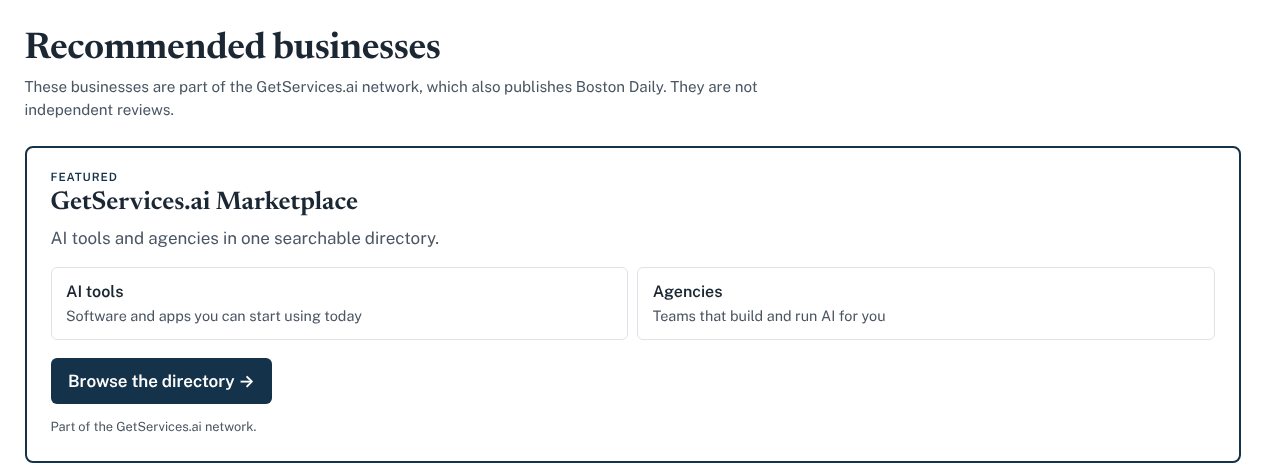 Recommended businesses
These businesses are part of the GetServices.ai network, which also publishes Boston Daily. They are not
independent reviews.
FEATURED
GetServices.ai Marketplace
AI tools and agencies in one searchable directory.
AI tools
Software and apps you can start using today
Agencies
Teams that build and run AI for you
Browse the directory →
Part of the GetServices.ai network.